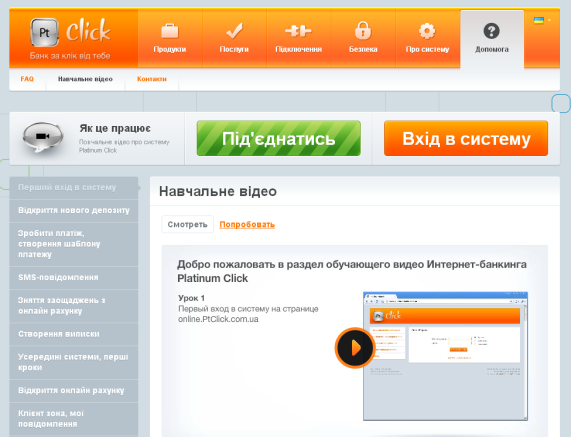 Pt Click
Банк за клік від тебе
Продукти
Послуги
Підключення
Безпека
Про систему
Допомога
FAQ
Навчальне відео
Контакти
Як це працює
Повчальне відео про систему
Platinum Click
Під'єднатись
Вхід в систему
Перший вхід в систему
Відкриття нового депозиту
Зробити платіж,
створення шаблону
платежу
SMS-повідомлення
Зняття заощаджень з
онлайн рахунку
Створення виписки
Усередині системи, перші
кроки
Відкриття онлайн рахунку
Клієнт зона, мої
повідомлення
Навчальне відео
Смотреть
Попробовать
Добро пожаловать в раздел обучающего видео Интернет-банкинга
Platinum Click
Урок 1
Первый вход в систему на странице
online.PtClick.com.ua
Pt Click